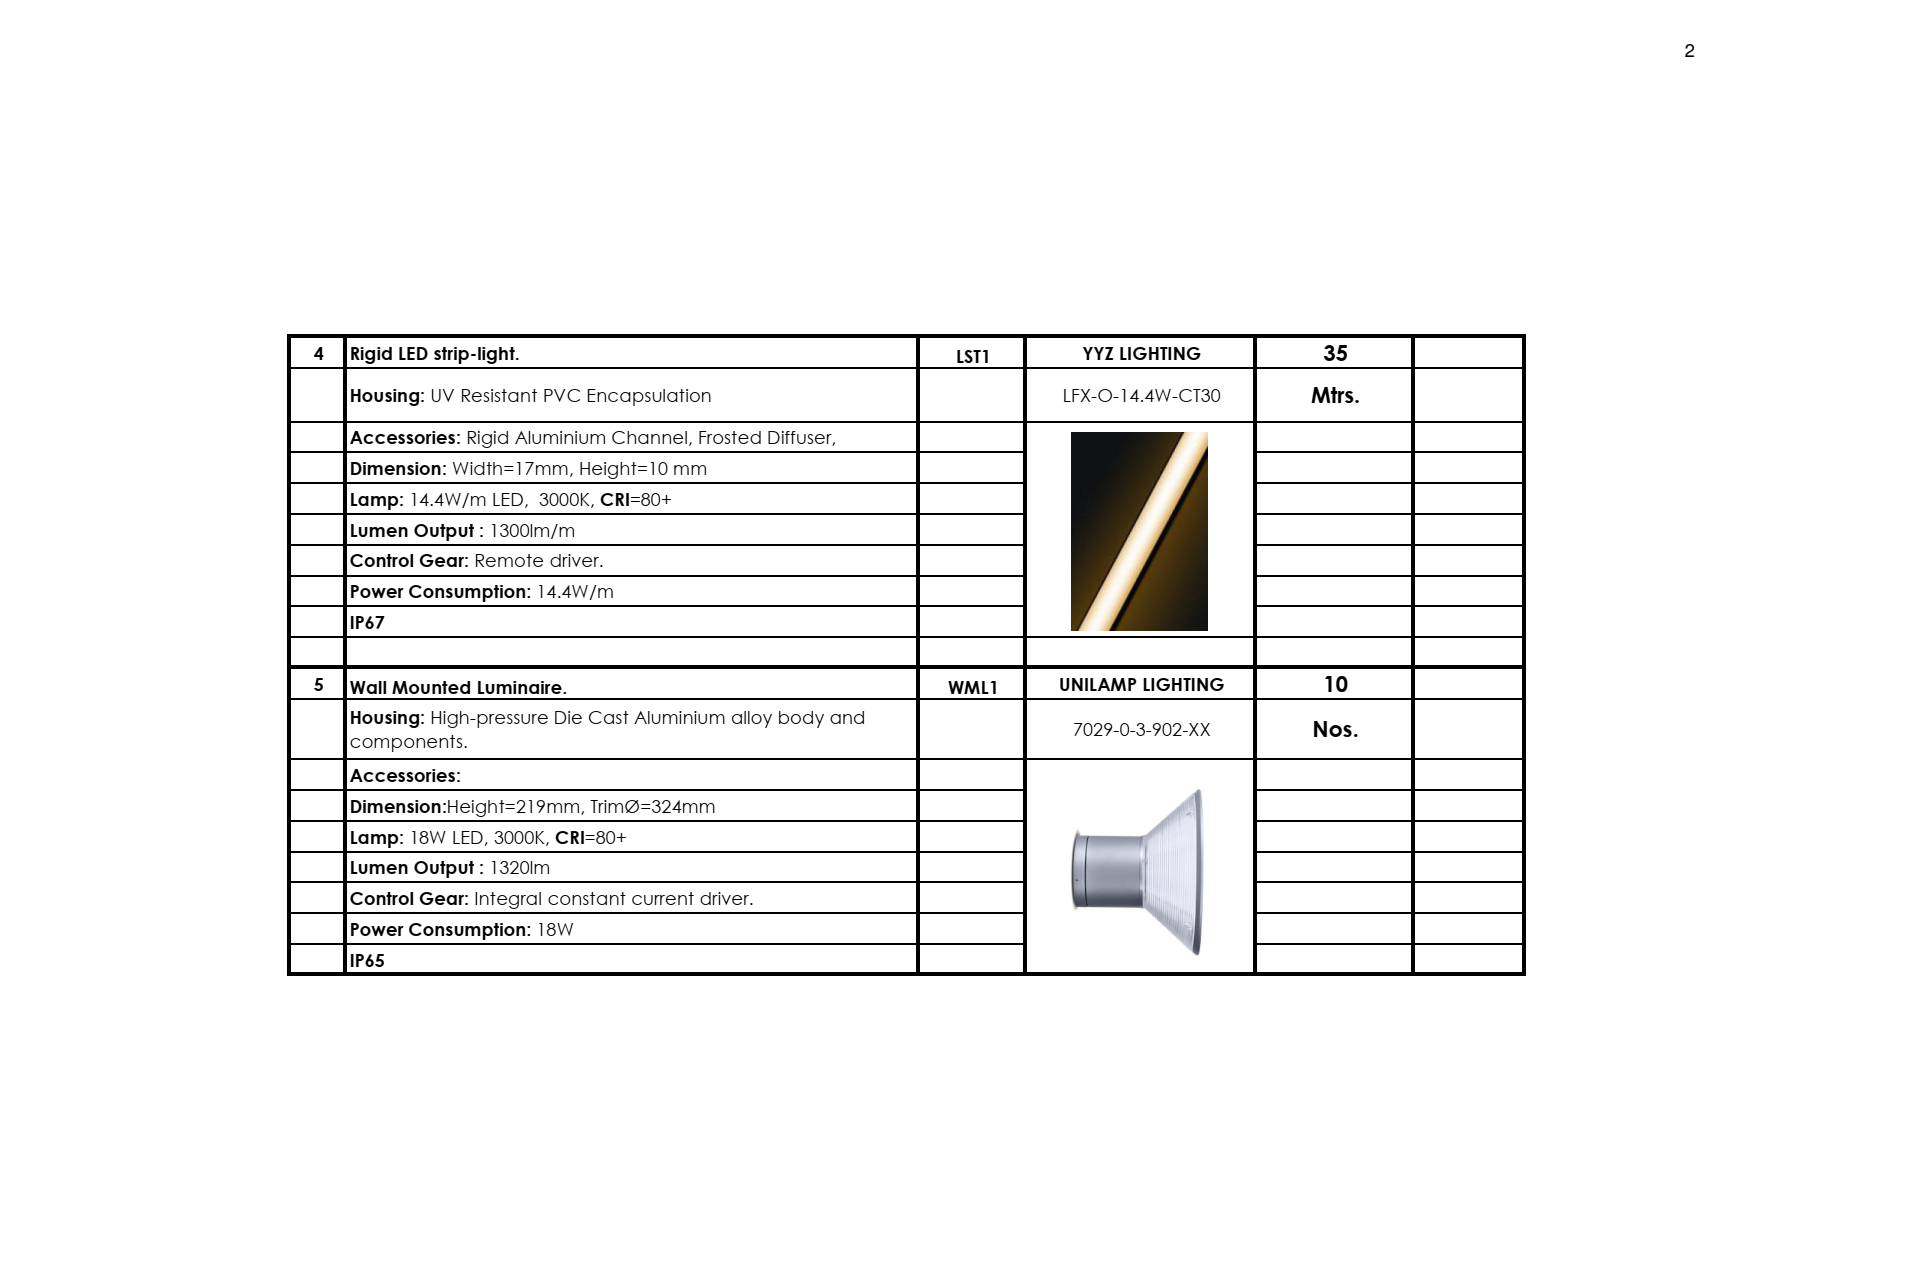 2
4 Rigid LED strip-light. LST1 YYZ LIGHTING 35
Housing: UV Resistant PVC Encapsulation LFX-O-14.4W-CT30 Mtrs.
Accessories: Rigid Aluminium Channel, Frosted Diffuser,
Dimension: Width=17mm, Height=10 mm
Lamp: 14.4W/m LED,  3000K, CRI=80+
Lumen Output : 1300lm/m
Control Gear: Remote driver.
Power Consumption: 14.4W/m
IP67
5 Wall Mounted Luminaire. WML1 UNILAMP LIGHTING 10
Housing: High-pressure Die Cast Aluminium alloy body and
components. 7029-0-3-902-XX Nos.
Accessories:
Dimension:Height=219mm, TrimØ=324mm
Lamp: 18W LED, 3000K, CRI=80+
Lumen Output : 1320lm
Control Gear: Integral constant current driver.
Power Consumption: 18W
IP65